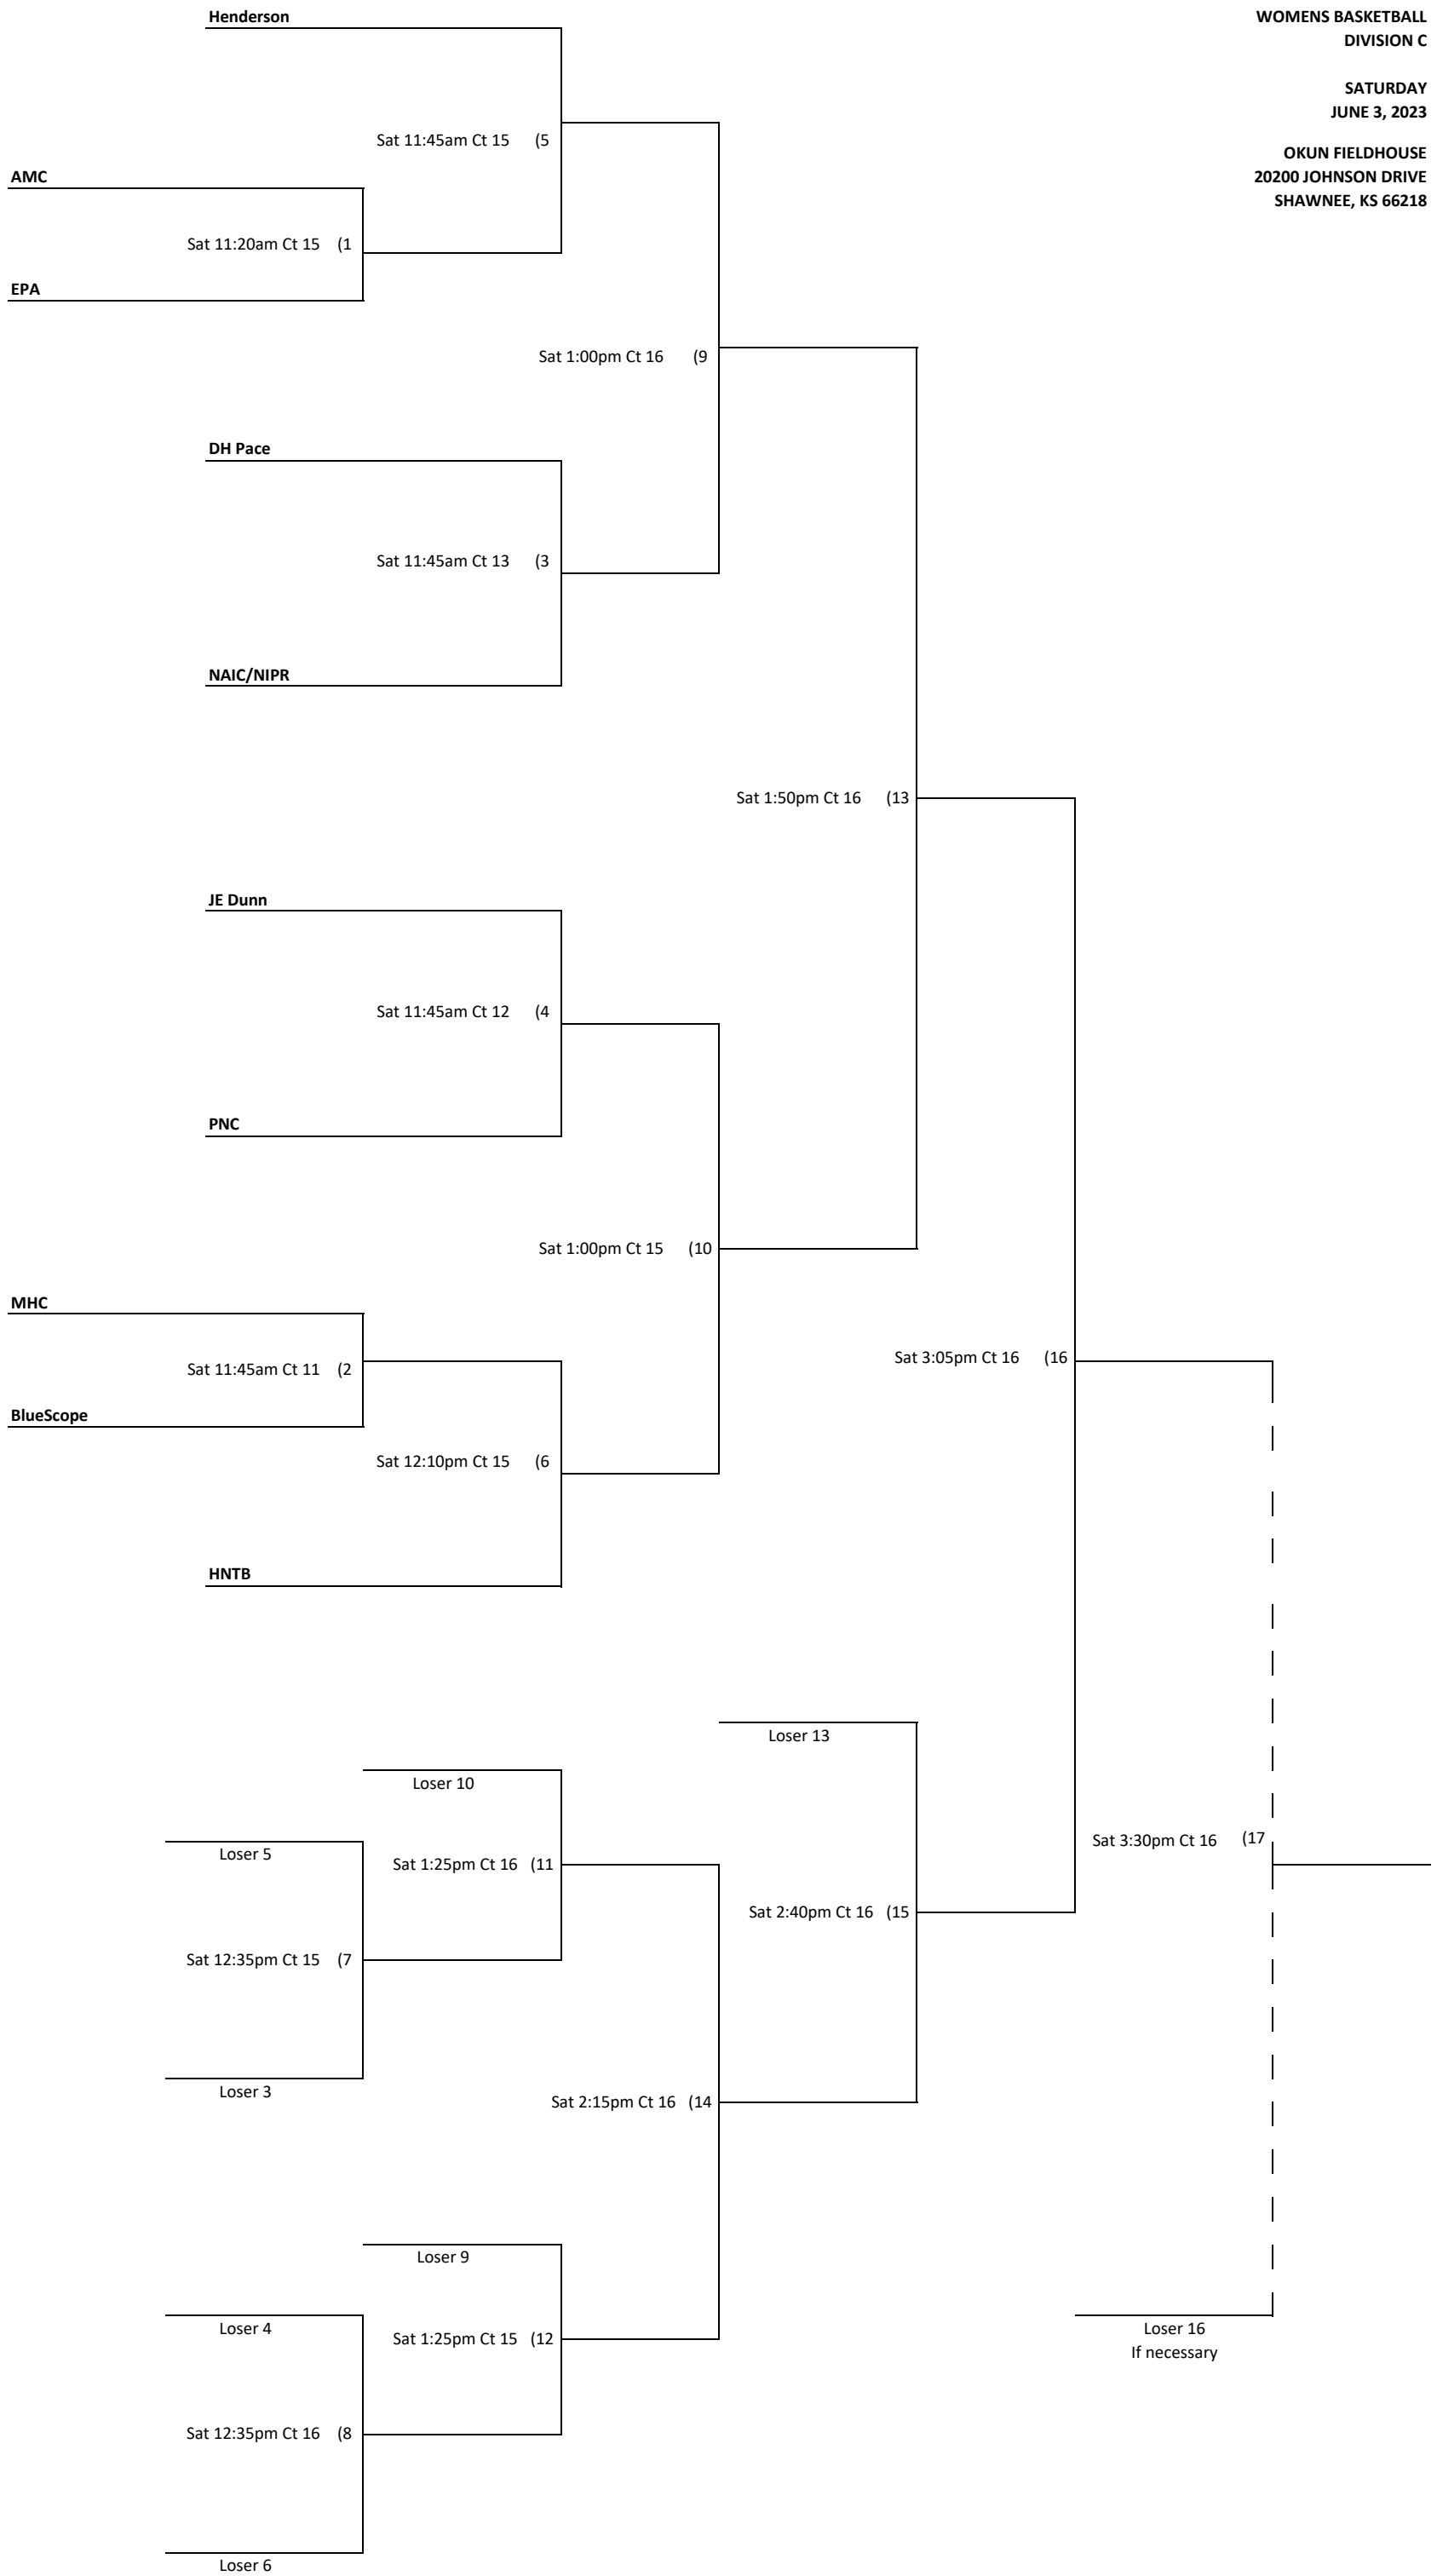 Henderson
WOMENS BASKETBALL
DIVISION C
SATURDAY
JUNE 3, 2023
Sat 11:45am Ct 15 (5
OKUN FIELDHOUSE
AMC
20200 JOHNSON DRIVE
SHAWNEE, KS 66218
Sat 11:20am Ct 15 (1
EPA
Sat 1:00pm Ct 16 (9
DH Pace
Sat 11:45am Ct 13 (3
NAIC/NIPR
Sat 1:50pm Ct 16 (13
JE Dunn
Sat 11:45am Ct 12 (4
PNC
Sat 1:00pm Ct 15 (10
MHC
Sat 3:05pm Ct 16 (16
Sat 11:45am Ct 11 (2
BlueScope
Sat 12:10pm Ct 15 (6
HNTB
Loser 13
Loser 10
Sat 3:30pm Ct 16 (17
Loser 5
Sat 1:25pm Ct 16 (11
Sat 2:40pm Ct 16 (15
Sat 12:35pm Ct 15 (7
Loser 3
Sat 2:15pm Ct 16 (14
Loser 9
Loser 4
Loser 16
Sat 1:25pm Ct 15 (12
If necessary
Sat 12:35pm Ct 16 (8
Loser 6